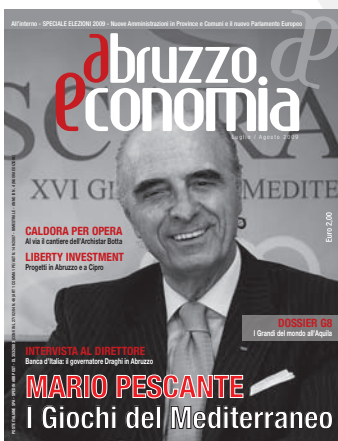 All'interno - SPECIALE ELEZIONI 2009 - Nuove Amministrazioni in Province e Comuni e il nuovo Parlamento Europeo
abruzzo
economia
Luglio / Agosto 2009
XVI GI
MEDITE
CALDORA PER OPERA
Al via il cantiere dell'Archistar Botta
LIBERTY INVESTMENT
Progetti in Abruzzo e a Cipro
Euro 2,00
DOSSIER G8
I Grandi del mondo all'Aquila
INTERVISTA AL DIRETTORE
Banca d'Italia: il governatore Draghi in Abruzzo
MARIO PESCANTE
I Giochi del Mediterraneo